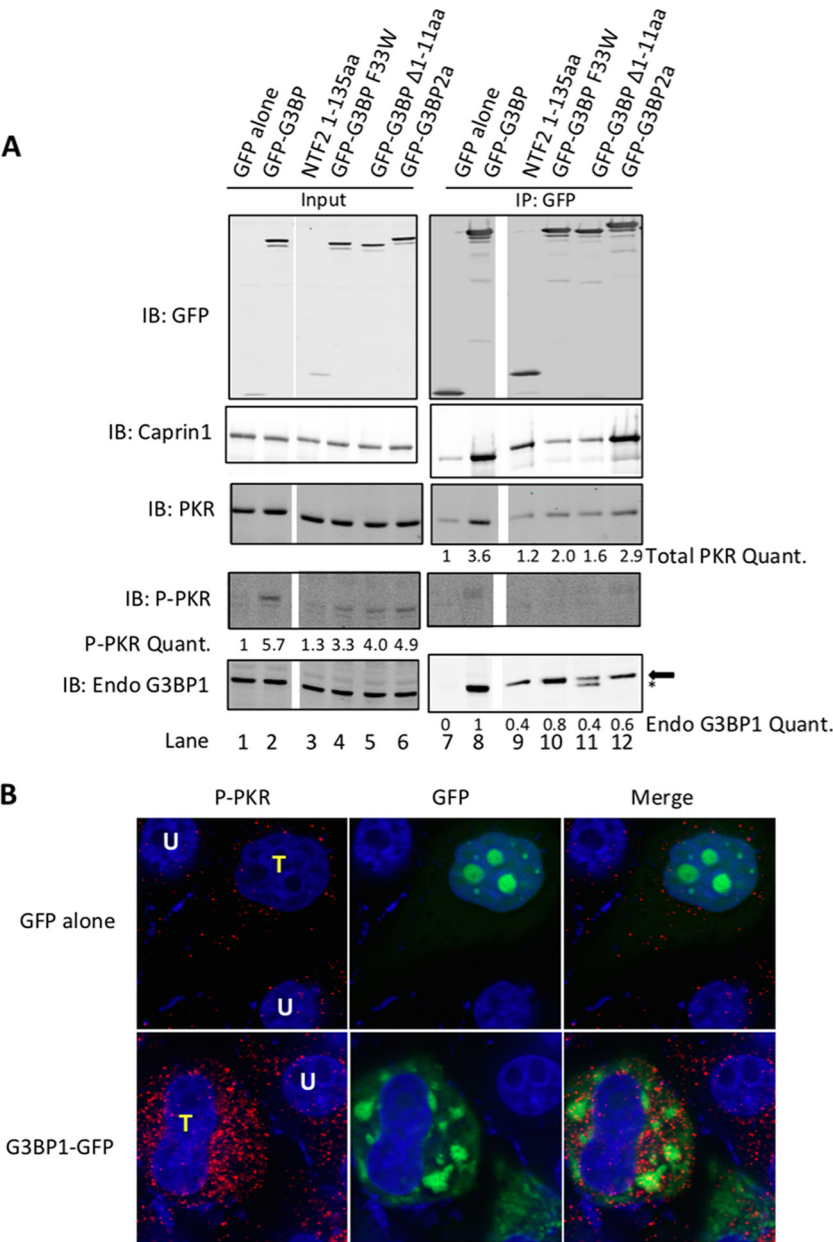 A
GFP alone
GFP-G3BP
NTF2 1-135aa
GFP-G3BP F33W
GFP-G3BP Δ1-11aa
GFP-G3BP2a
GFP alone
GFP-G3BP
NTF2 1-135aa
GFP-G3BP F33W
GFP-G3BP Δ1-11aa
GFP-G3BP2a
Input IP: GFP
IB: GFP
IB: Caprin1
IB: PKR
1 3.6 1.2 2.0 1.6 2.9 Total PKR Quant.
IB: P-PKR
P-PKR Quant. 1 5.7 1.3 3.3 4.0 4.9
IB: Endo G3BP1
*
0 1 0.4 0.8 0.4 0.6 Endo G3BP1 Quant.
Lane 1 2 3 4 5 6 7 8 9 10 11 12
B
P-PKR GFP Merge
U
T
GFP alone
U
U
T
G3BP1-GFP